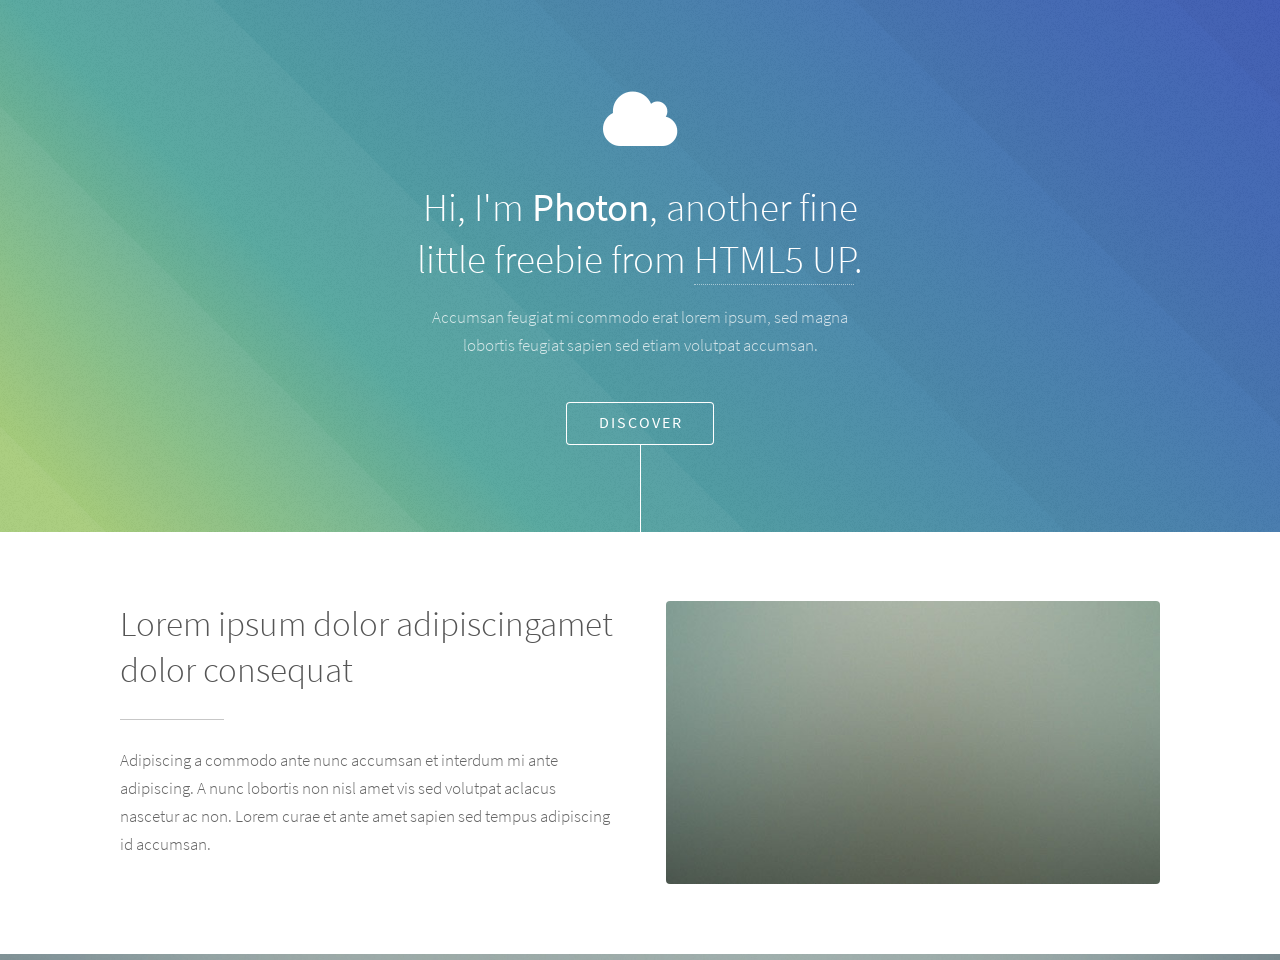 Hi, I'm Photon, another fine
little freebie from HTML5 UP.
Accumsan feugiat mi commodo erat lorem ipsum, sed magna
lobortis feugiat sapien sed etiam volutpat accumsan.
DISCOVER
Lorem ipsum dolor adipiscingamet
dolor consequat
Adipiscing a commodo ante nunc accumsan et interdum mi ante
adipiscing. A nunc lobortis non nisl amet vis sed volutpat aclacus
nascetur ac non. Lorem curae et ante amet sapien sed tempus adipiscing
id accumsan.